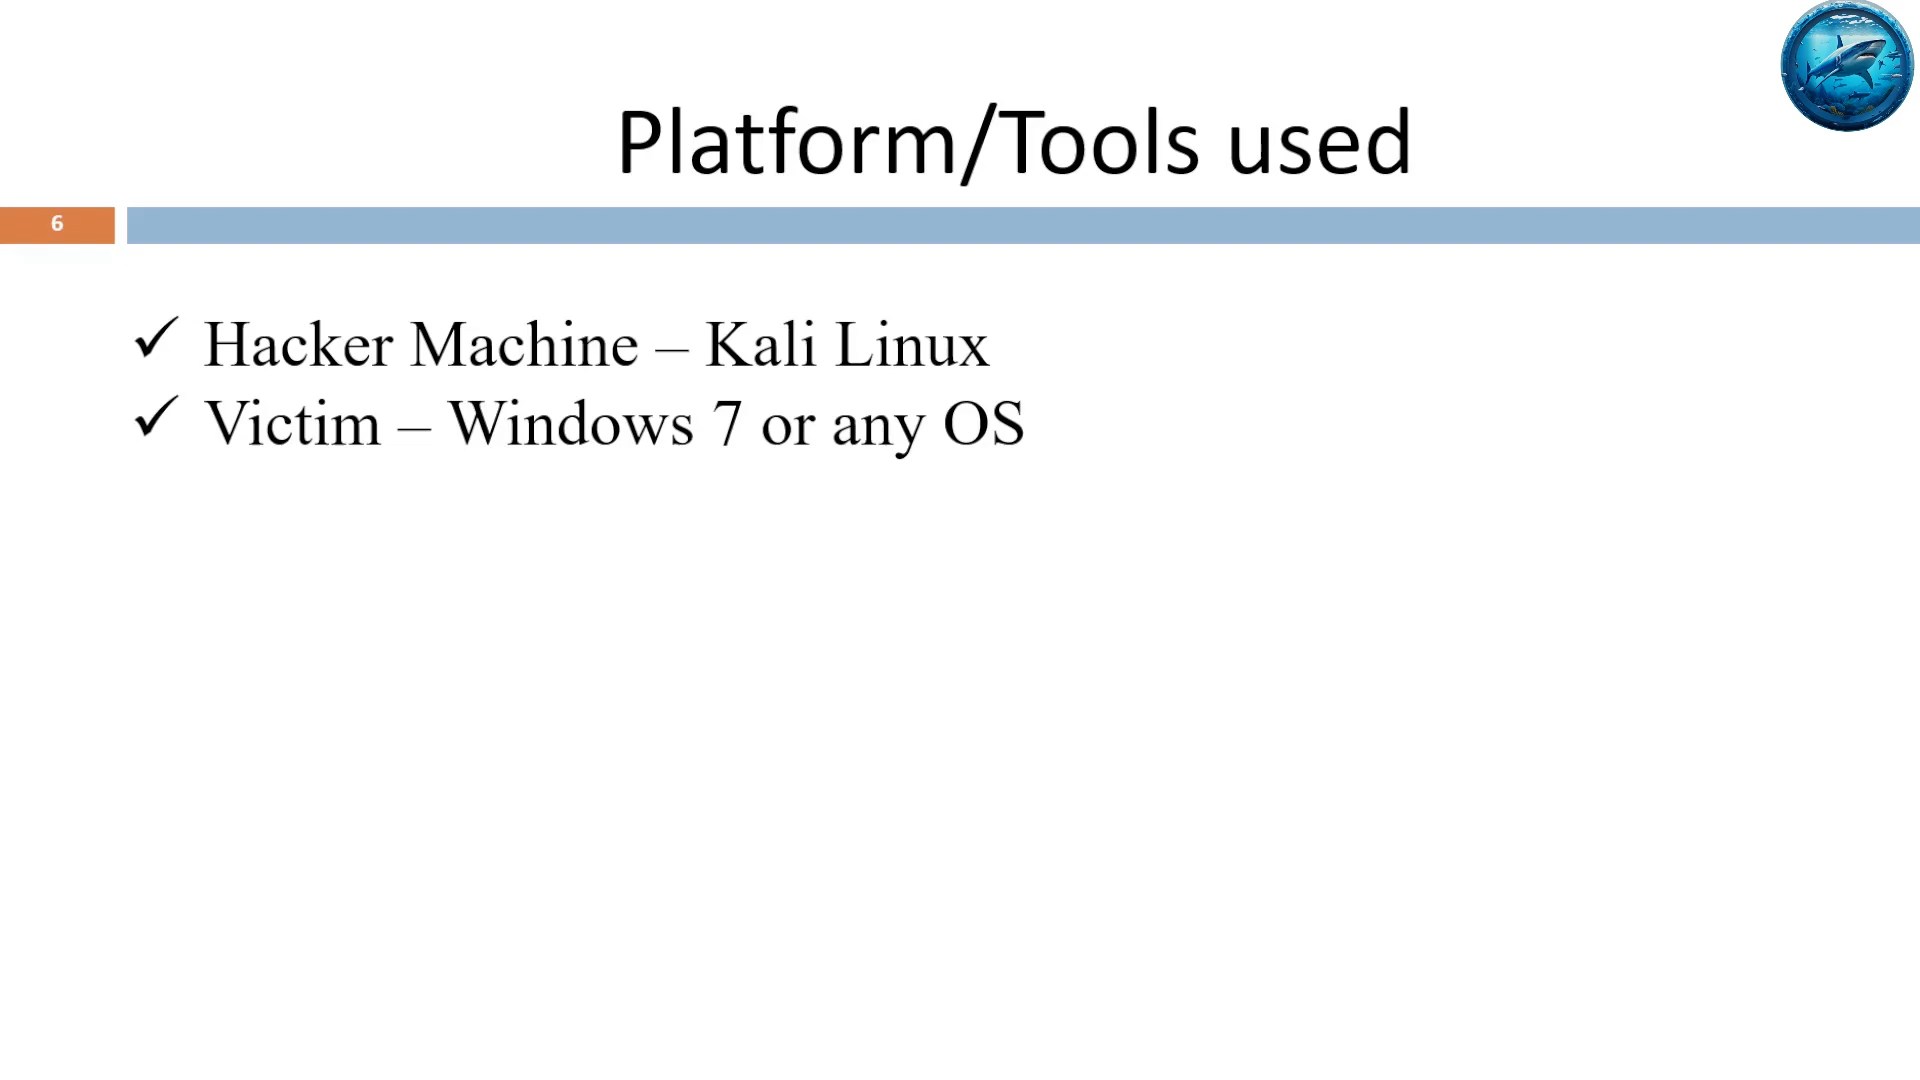 Platform/Tools used
6
✓ Hacker Machine – Kali Linux
✓ Victim – Windows 7 or any OS